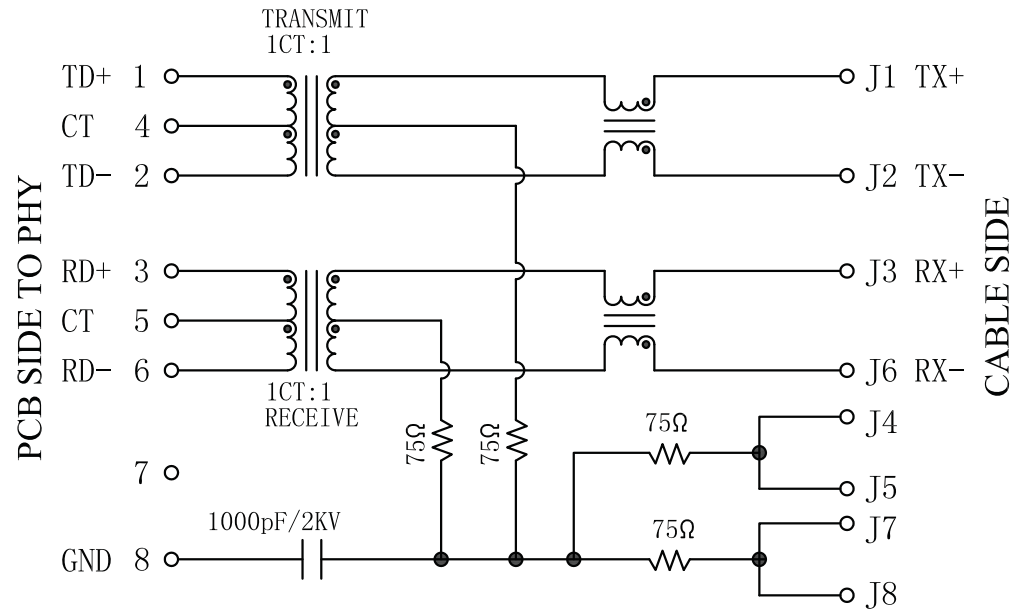 TRANSMIT
1CT:1
TD+ 1
CT 4
TD- 2
J1 TX+
J2 TX-
PCB SIDE TO PHY
CABLE SIDE
RD+ 3
CT 5
RD- 6
J3 RX+
J6 RX-
1CT:1
RECEIVE
75Ω
75Ω
75Ω
J4
J5
7
1000pF/2KV
75Ω
J7
GND 8
J8